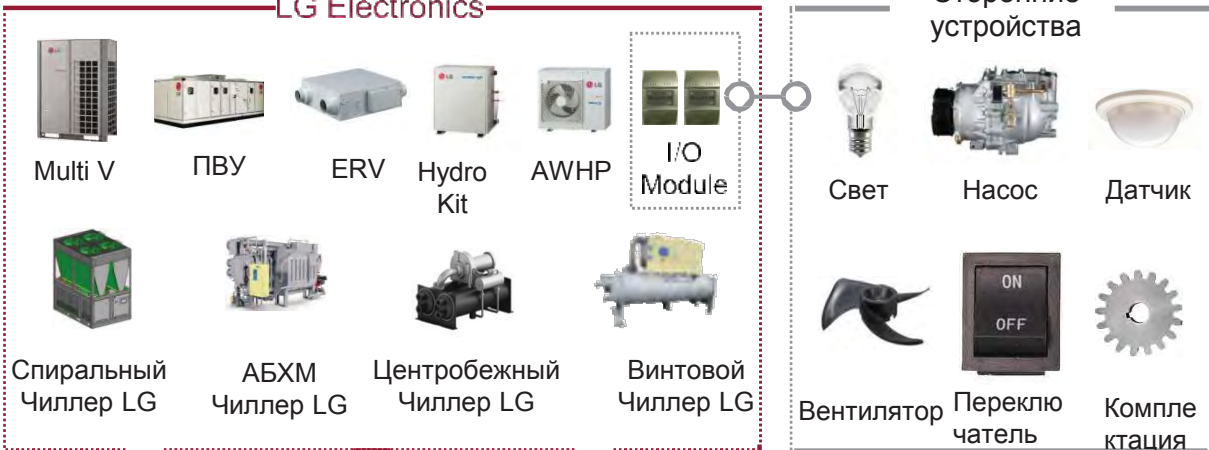 LG Electronics
Сторонние
устройства
Multi V
ПВУ
ERV
Hydro
Kit
AWHP
I/O
Module
Свет
Насос
Датчик
Спиральный
Чиллер LG
АБХМ
Чиллер LG
Центробежный
Чиллер LG
Винтовой
Чиллер LG
ON
OFF
Вентилятор
Переклю
чатель
Компле
ктация